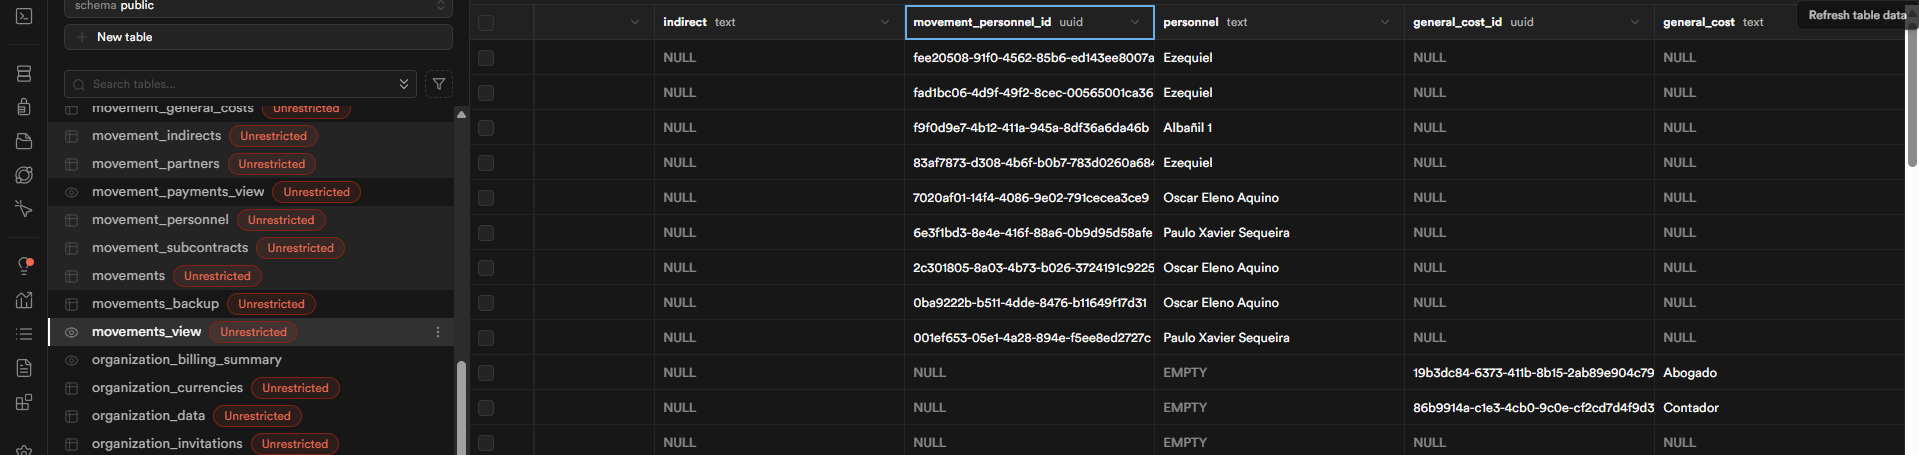 schema public
New table
Search tables...
movement_general_costs Unrestricted
movement_indirects Unrestricted
movement_partners Unrestricted
movement_payments_view Unrestricted
movement_personnel Unrestricted
movement_subcontracts Unrestricted
movements Unrestricted
movements_backup Unrestricted
movements_view Unrestricted
organization_billing_summary
organization_currencies Unrestricted
organization_data Unrestricted
organization_invitations Unrestricted
indirect text movement_personnel_id uuid personnel text general_cost_id uuid general_cost text
Refresh table data
NULL fee20508-91f0-4562-85b6-ed143ee8007a Ezequiel NULL NULL
NULL fad1bc06-4d9f-49f2-8cec-00565001ca36 Ezequiel NULL NULL
NULL f9f0d9e7-4b12-411a-945a-8df36a6da46b Albañil 1 NULL NULL
NULL 83af7873-d308-4b6f-b0b7-783d0260a684 Ezequiel NULL NULL
NULL 7020af01-14f4-4086-9e02-791cecea3ce9 Oscar Eleno Aquino NULL NULL
NULL 6e3f1bd3-8e4e-416f-88a6-0b9d95d58afe Paulo Xavier Sequeira NULL NULL
NULL 2c301805-8a03-4b73-b026-3724191c9225 Oscar Eleno Aquino NULL NULL
NULL 0ba9222b-b511-4dde-8476-b11649f17d31 Oscar Eleno Aquino NULL NULL
NULL 001ef653-05e1-4a28-894e-f5ee8ed2727c Paulo Xavier Sequeira NULL NULL
NULL NULL EMPTY 19b3dc84-6373-411b-8b15-2ab89e904c79 Abogado
NULL NULL EMPTY 86b9914a-c1e3-4cb0-9c0e-cf2cd7d4f9d3 Contador
NULL NULL EMPTY NULL NULL